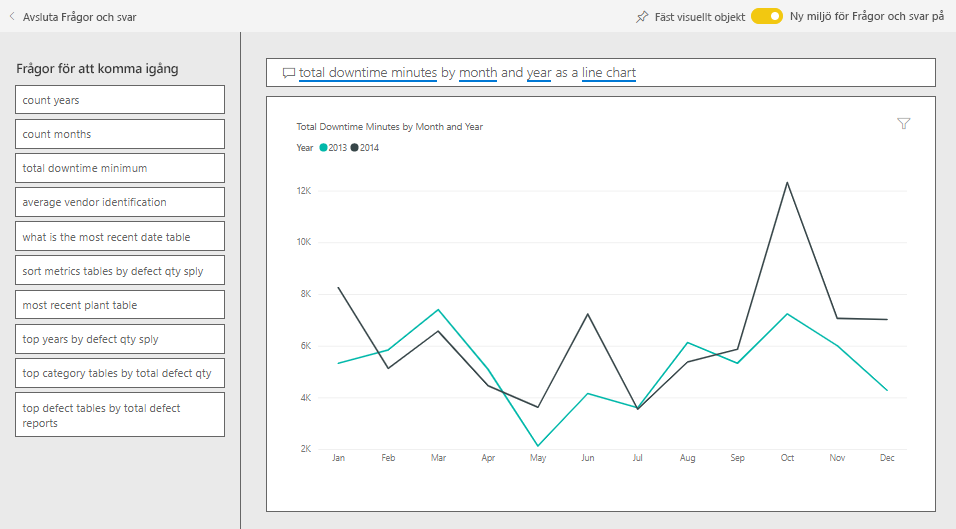 Avsluta Frågor och svar
Fäst visuellt objekt
Ny miljö för Frågor och svar på
Frågor för att komma igång
count years
count months
total downtime minimum
average vendor identification
what is the most recent date table
sort metrics tables by defect qty sply
most recent plant table
top years by defect qty sply
top category tables by total defect qty
top defect tables by total defect
reports
total downtime minutes by month and year as a line chart
Total Downtime Minutes by Month and Year
Year 2013 2014
12K
10K
8K
6K
4K
2K
Jan Feb Mar Apr May Jun Jul Aug Sep Oct Nov Dec